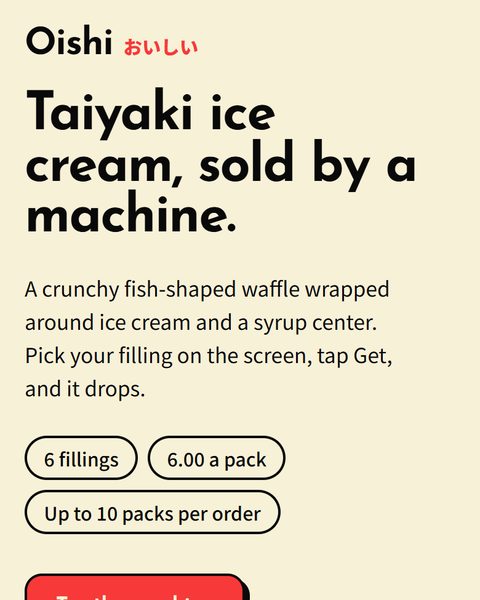 Oishi おいしい
Taiyaki ice
cream, sold by a
machine.
A crunchy fish-shaped waffle wrapped
around ice cream and a syrup center.
Pick your filling on the screen, tap Get,
and it drops.
6 fillings
6.00 a pack
Up to 10 packs per order